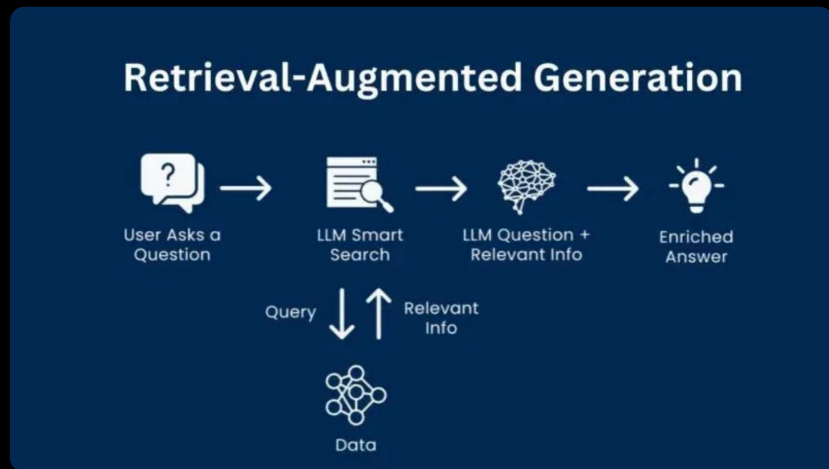 Retrieval-Augmented Generation
?
User Asks a
Question
LLM Smart
Search
LLM Question +
Relevant Info
Enriched
Answer
Query
Relevant
Info
Data